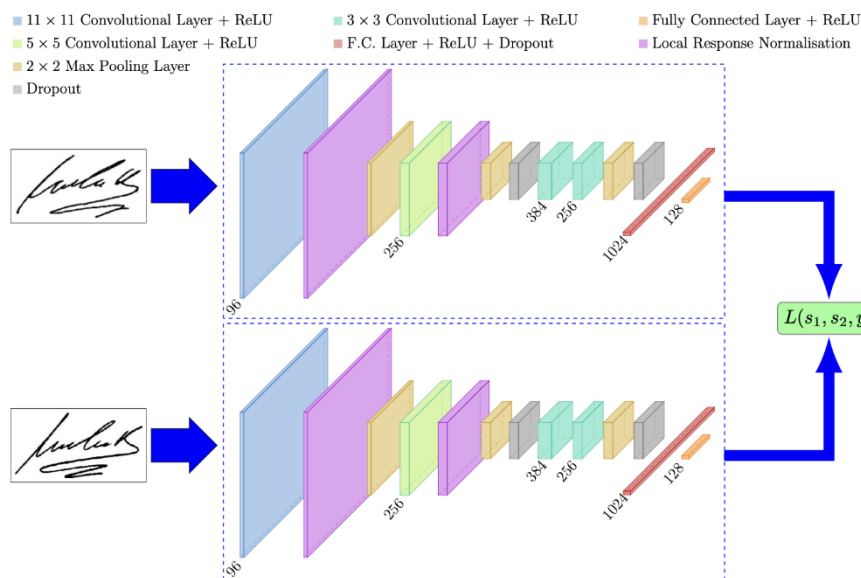 11 × 11 Convolutional Layer + ReLU
3 × 3 Convolutional Layer + ReLU
Fully Connected Layer + ReLU
5 × 5 Convolutional Layer + ReLU
F.C. Layer + ReLU + Dropout
Local Response Normalisation
2 × 2 Max Pooling Layer
Dropout
96
256
384
256
1024
128
L(s₁, s₂, y
96
256
384
256
1024
128